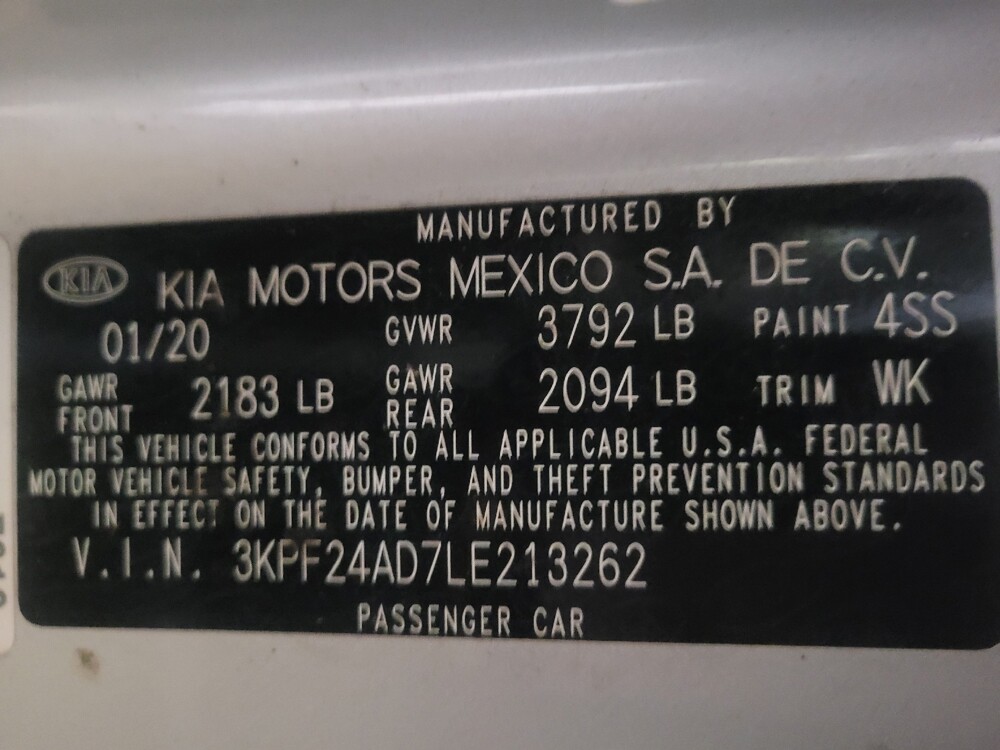 MANUFACTURED BY
KIA KIA MOTORS MEXICO S.A. DE C.V.
01/20 GVWR 3792 LB PAINT 4SS
GAWR FRONT 2183 LB GAWR REAR 2094 LB TRIM WK
THIS VEHICLE CONFORMS TO ALL APPLICABLE U.S.A. FEDERAL
MOTOR VEHICLE SAFETY, BUMPER, AND THEFT PREVENTION STANDARDS
IN EFFECT ON THE DATE OF MANUFACTURE SHOWN ABOVE.
V.I.N. 3KPF24AD7LE213262
PASSENGER CAR